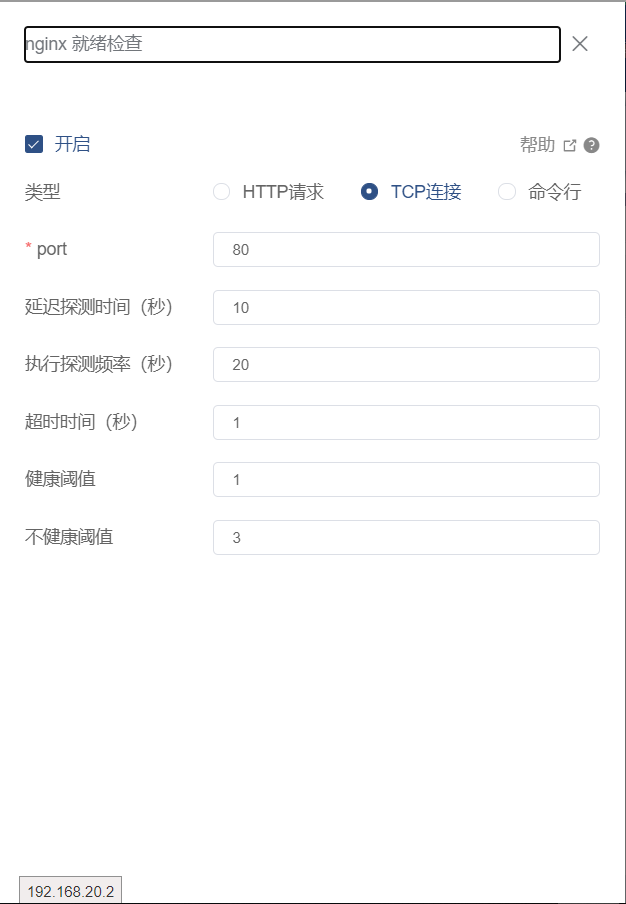 nginx 就绪检查
开启 帮助
类型 HTTP请求 TCP连接 命令行
* port 80
延迟探测时间（秒） 10
执行探测频率（秒） 20
超时时间（秒） 1
健康阈值 1
不健康阈值 3
192.168.20.2